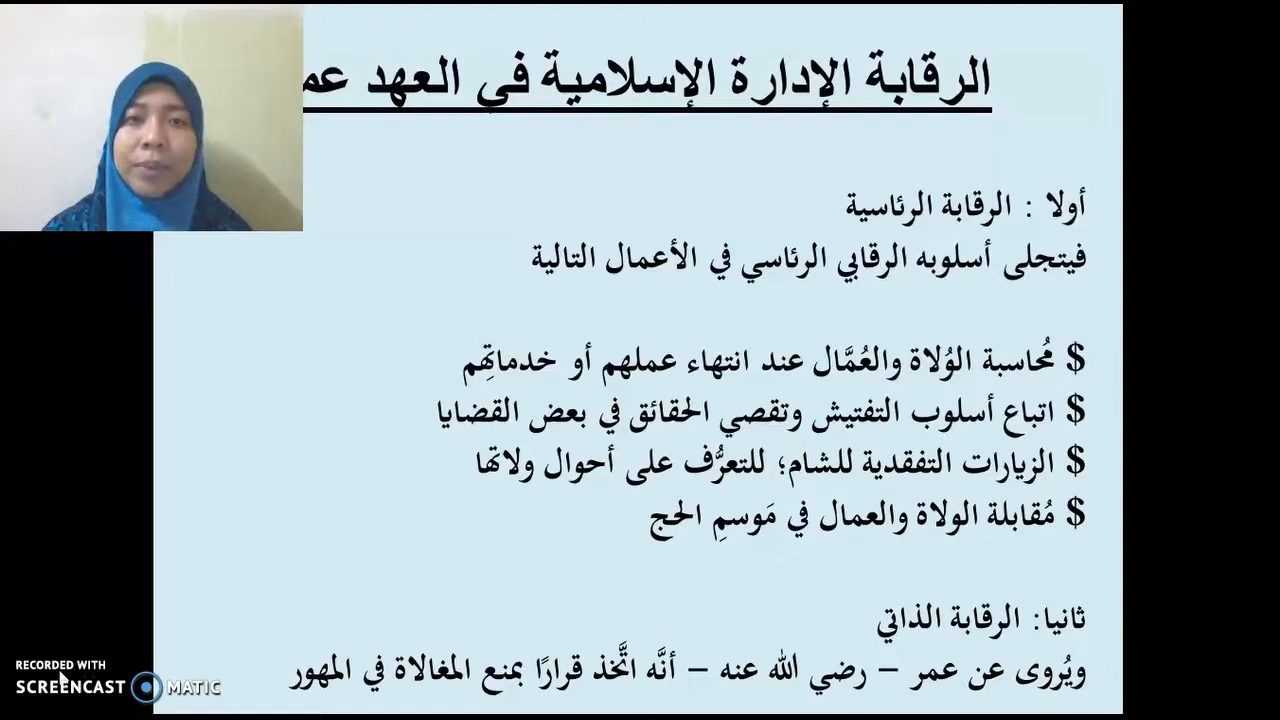 الرقابة الإدارة الإسلامية في العهد
أولا : الرقابة الرئاسية
فيتجلى أسلوبه الرقابي الرئاسي في الأعمال التالية
$ مُحاسبة الوُلاة والعُمَّال عند انتهاء عملهم أو خدماتِهم
$ اتباع أسلوب التفتيش وتقصي الحقائق في بعض القضايا
$ الزيارات التفقدية للشام؛ للتعرُّف على أحوال ولاتها
$ مُقابلة الولاة والعمال في مَوسمِ الحج
ثانيا: الرقابة الذاتي
ويُروى عن عمر – رضي الله عنه – أنَّه اتَّخذ قرارًا بمنع المغالاة في المهور
RECORDED WITH
SCREENCAST MATIC